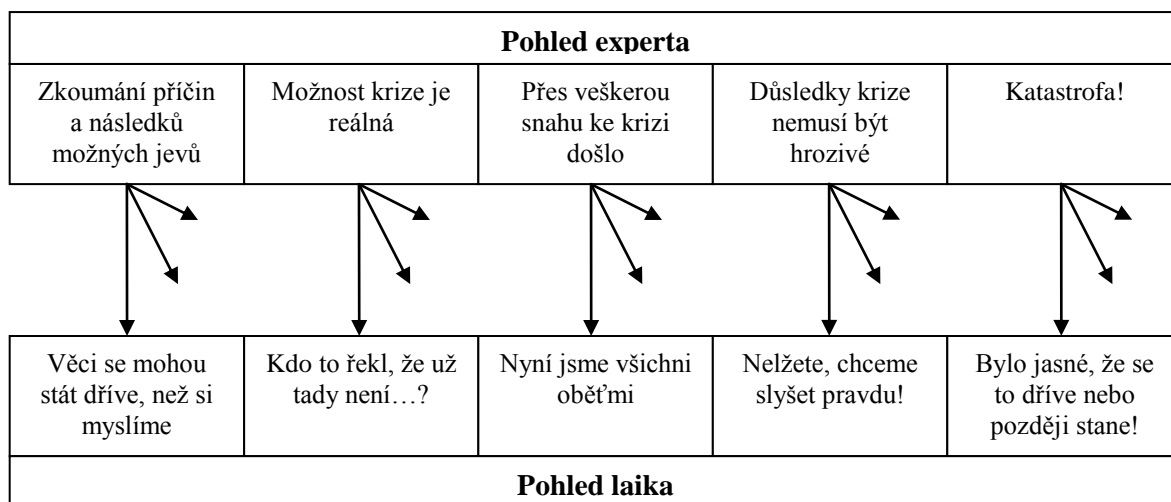 Pohled experta
Zkoumání příčin
a následků
možných jevů
Možnost krize je
reálná
Přes veškerou
snahu ke krizi
došlo
Důsledky krize
nemusí být
hrozivé
Katastrofa!
Věci se mohou
stát dříve, než si
myslíme
Kdo to řekl, že už
tady není…?
Nyní jsme všichni
oběťmi
Nelžete, chceme
slyšet pravdu!
Bylo jasné, že se
to dříve nebo
později stane!
Pohled laika